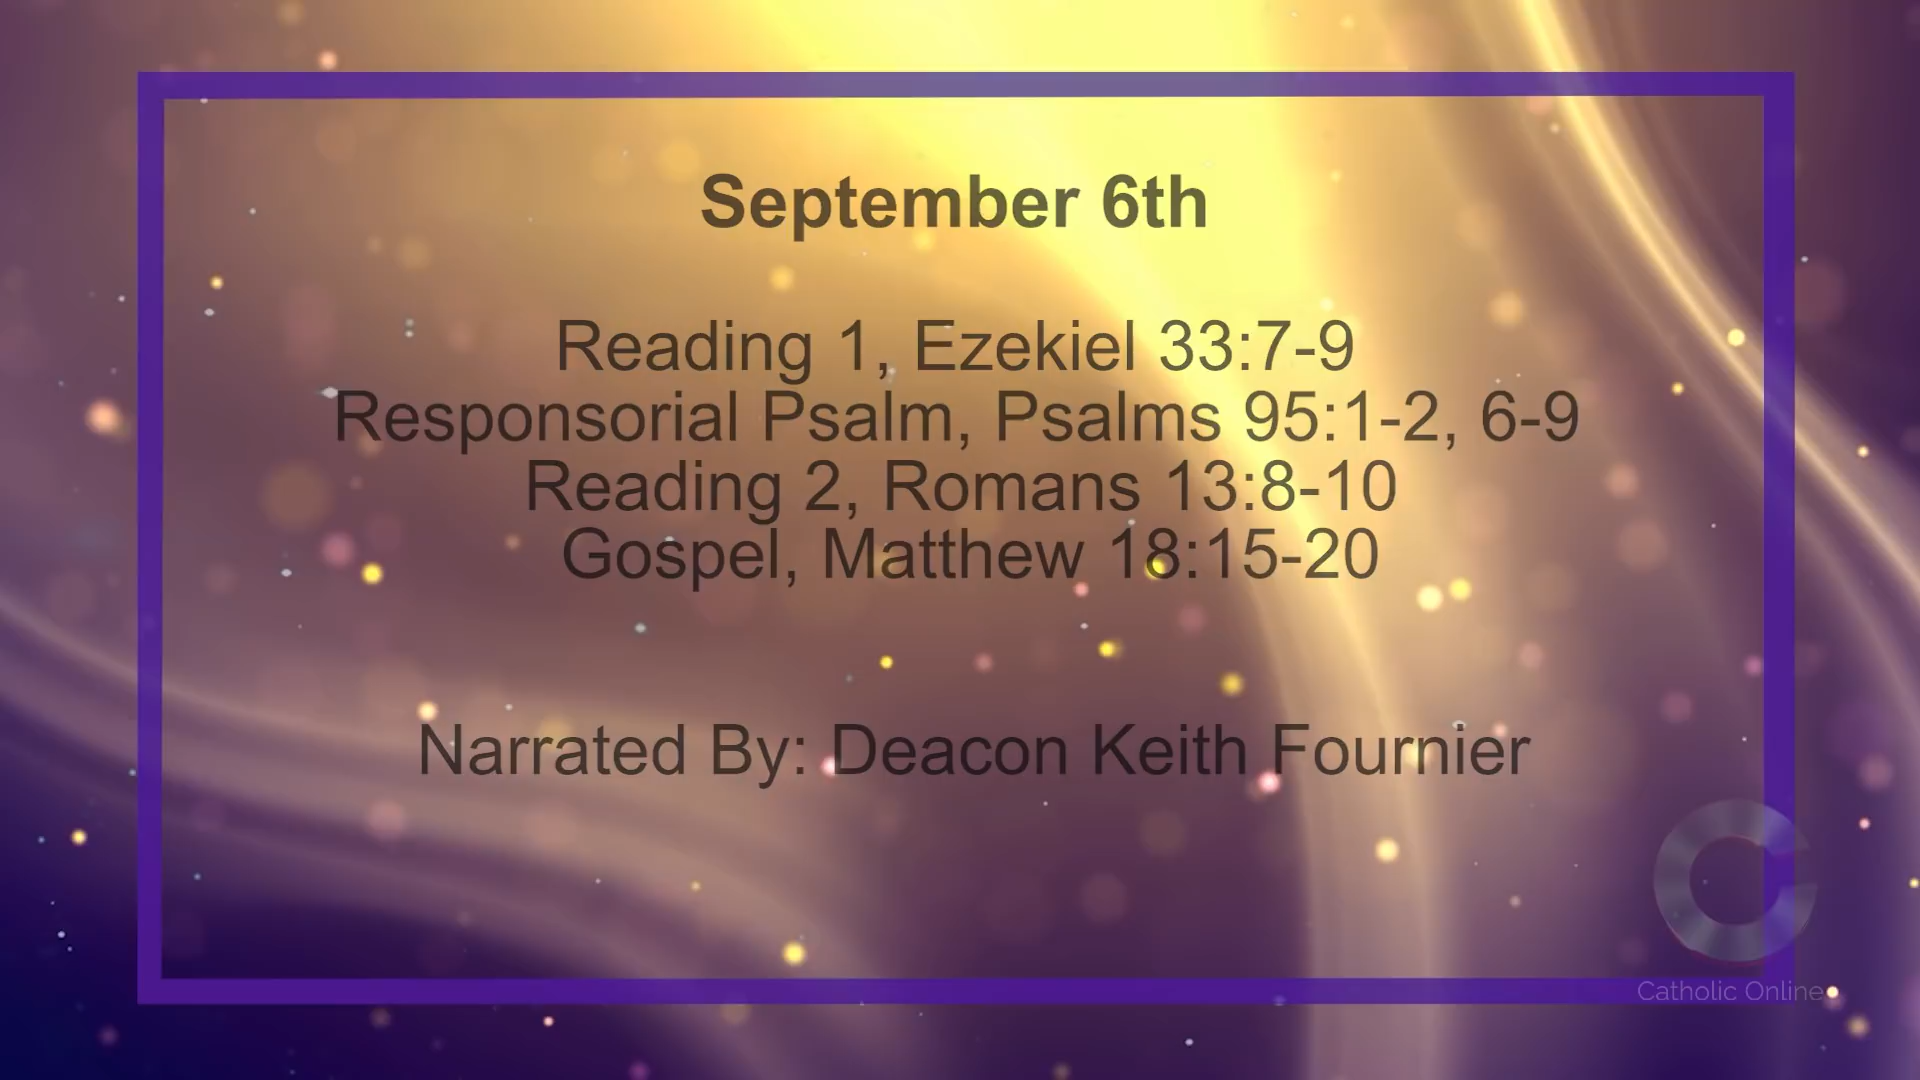 September 6th
Reading 1, Ezekiel 33:7-9
Responsorial Psalm, Psalms 95:1-2, 6-9
Reading 2, Romans 13:8-10
Gospel, Matthew 18:15-20
Narrated By: Deacon Keith Fournier
Catholic Online